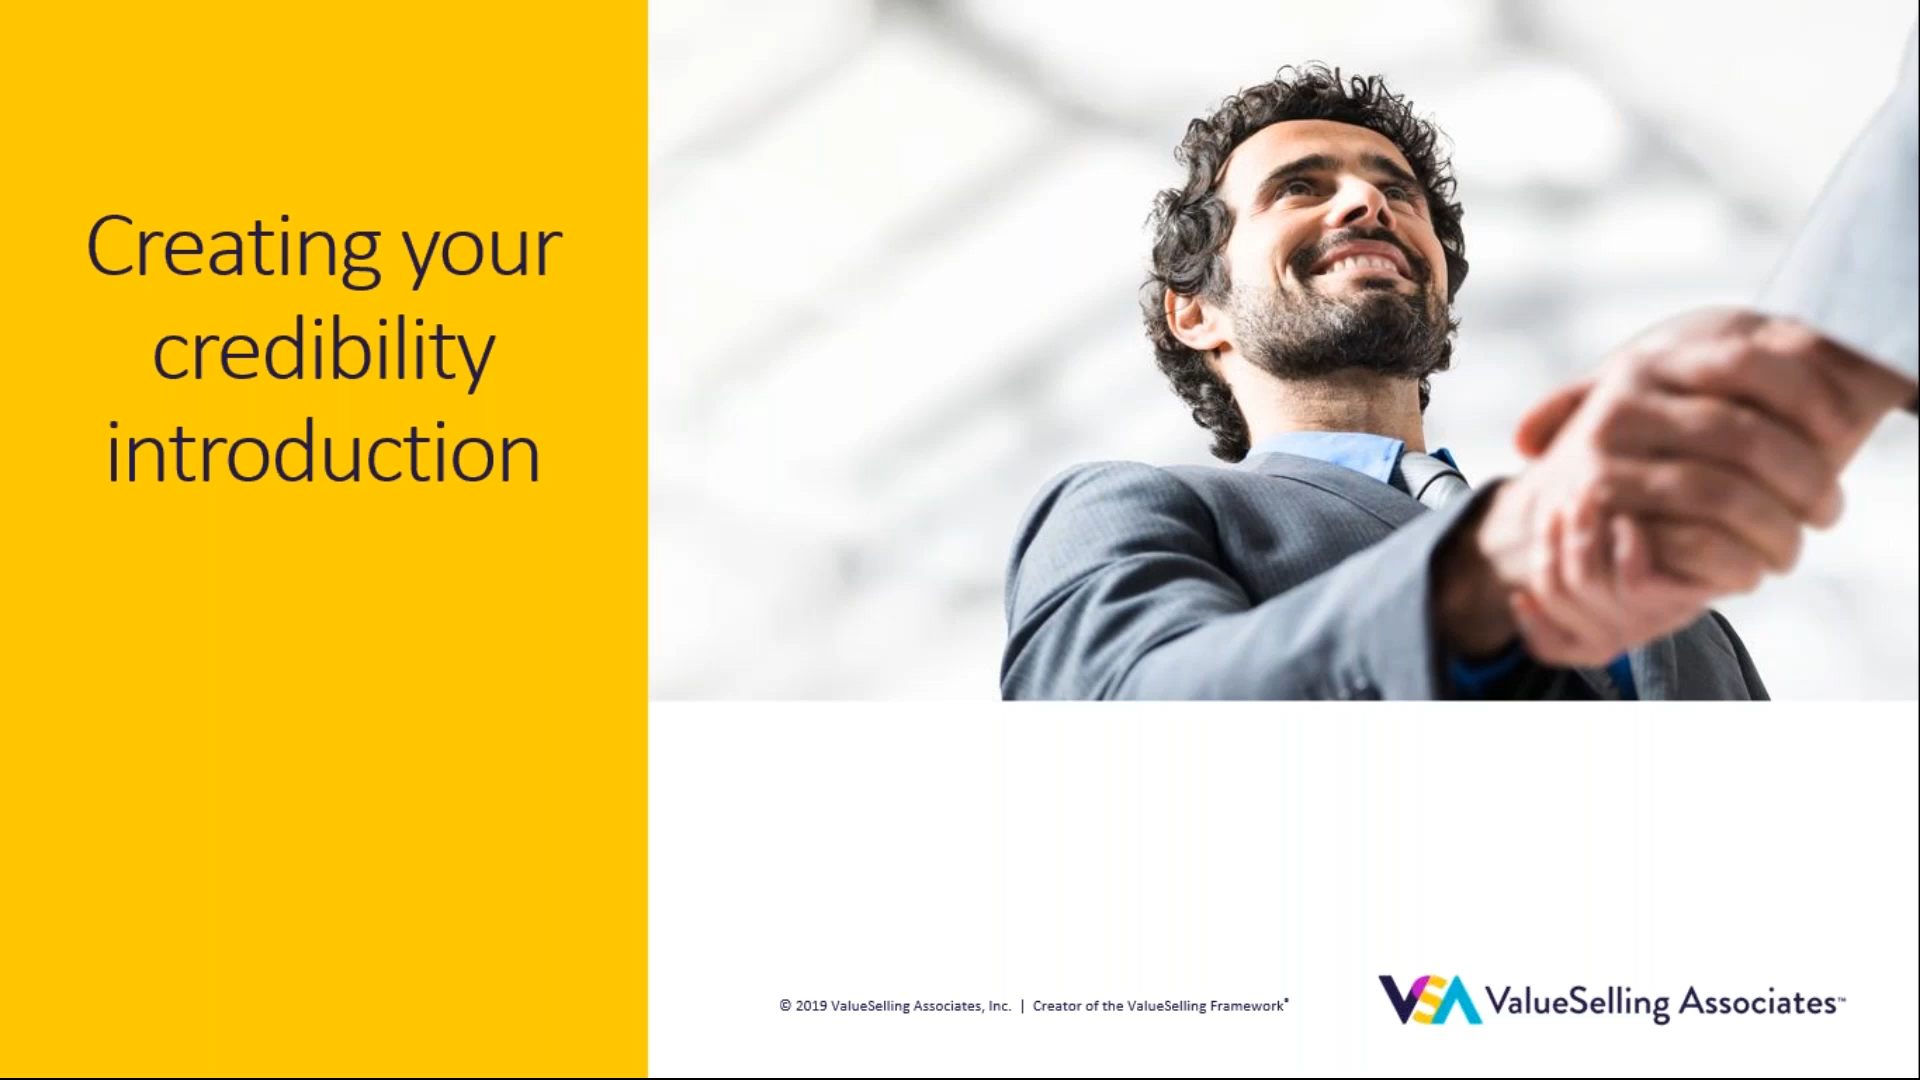 Creating your
credibility
introduction
© 2019 ValueSelling Associates, Inc. | Creator of the ValueSelling Framework®
VSA ValueSelling Associates™